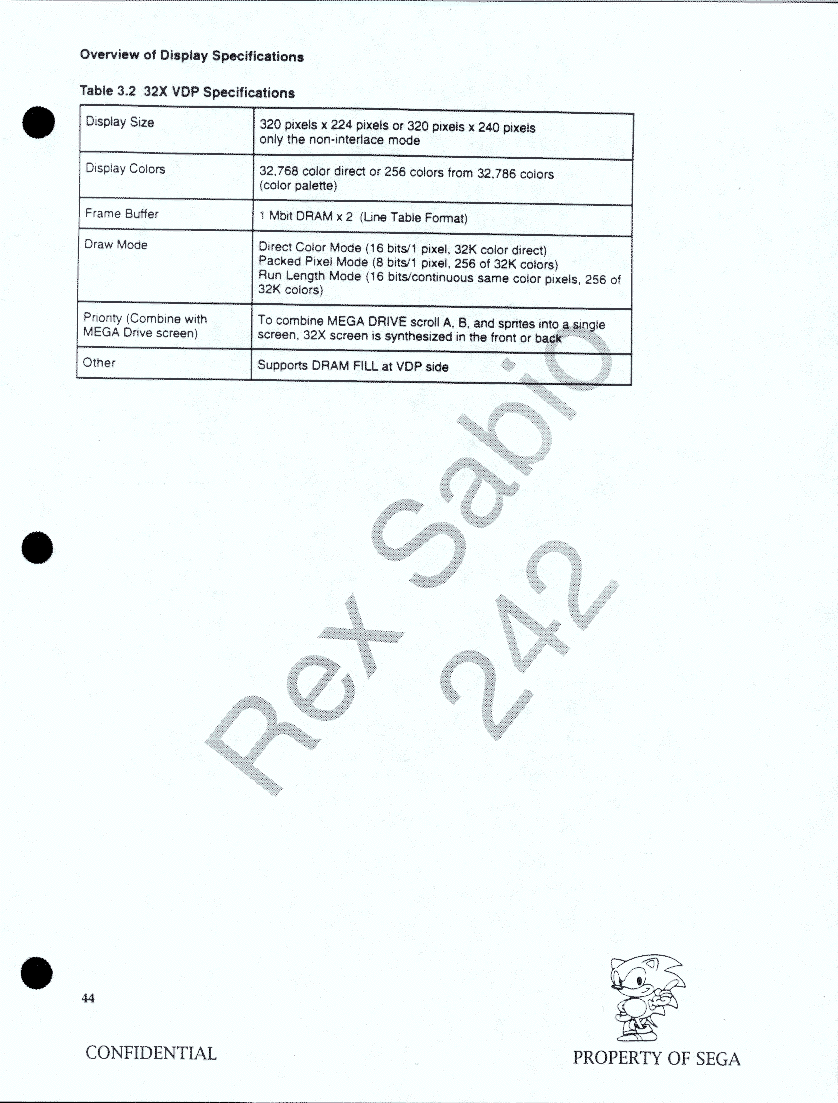 Overview of Display Specifications
Table 3.2 32X VDP Specifications
Display Size
320 pixels x 224 pixels or 320 pixels x 240 pixels
only the non-interlace mode
Display Colors
32,768 color direct or 256 colors from 32,786 colors
(color palette)
Frame Buffer
1 Mbit DRAM x 2 (Line Table Format)
Draw Mode
Direct Color Mode (16 bits/1 pixel, 32K color direct)
Packed Pixel Mode (8 bits/1 pixel, 256 of 32K colors)
Run Length Mode (16 bits/continuous same color pixels, 256 of
32K colors)
Priority (Combine with
MEGA Drive screen)
To combine MEGA DRIVE scroll A, B, and sprites into a single
screen, 32X screen is synthesized in the front or back
Other
Supports DRAM FILL at VDP side
Rex Sabio
242
44
CONFIDENTIAL
PROPERTY OF SEGA